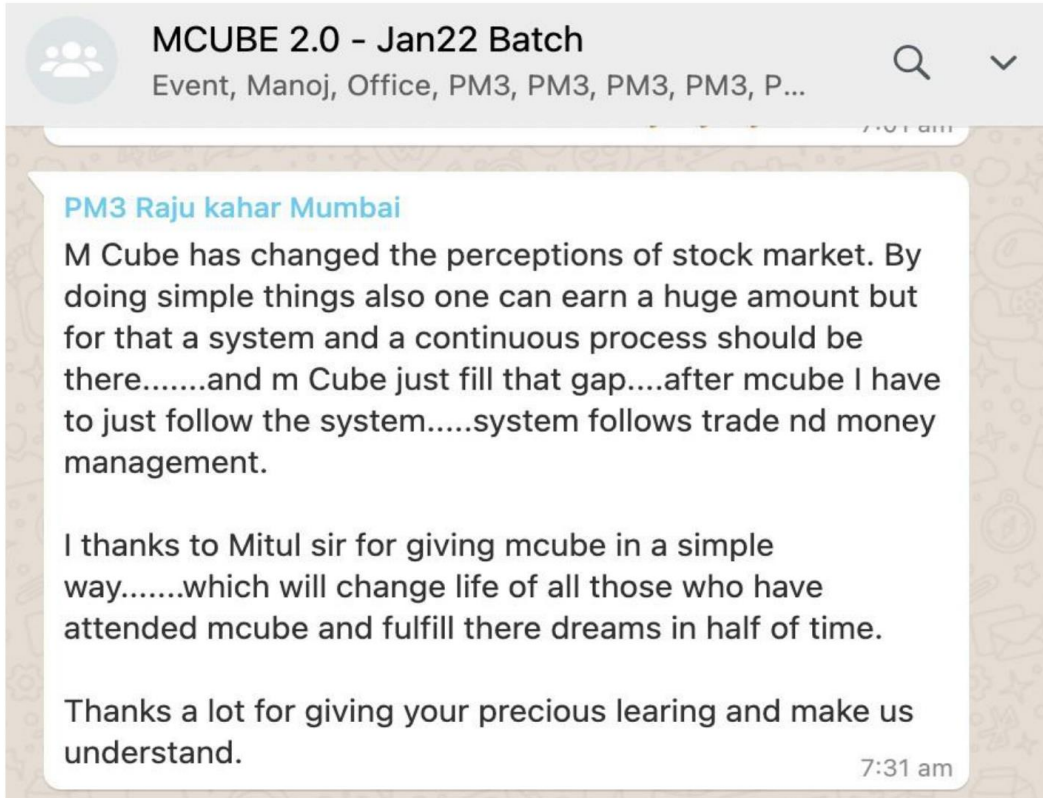 MCUBE 2.0 - Jan22 Batch
Event, Manoj, Office, PM3, PM3, PM3, PM3, P...
7:01 am
PM3 Raju kahar Mumbai
M Cube has changed the perceptions of stock market. By
doing simple things also one can earn a huge amount but
for that a system and a continuous process should be
there.......and m Cube just fill that gap....after mcube I have
to just follow the system.....system follows trade nd money
management.
I thanks to Mitul sir for giving mcube in a simple
way.......which will change life of all those who have
attended mcube and fulfill there dreams in half of time.
Thanks a lot for giving your precious learing and make us
understand.
7:31 am